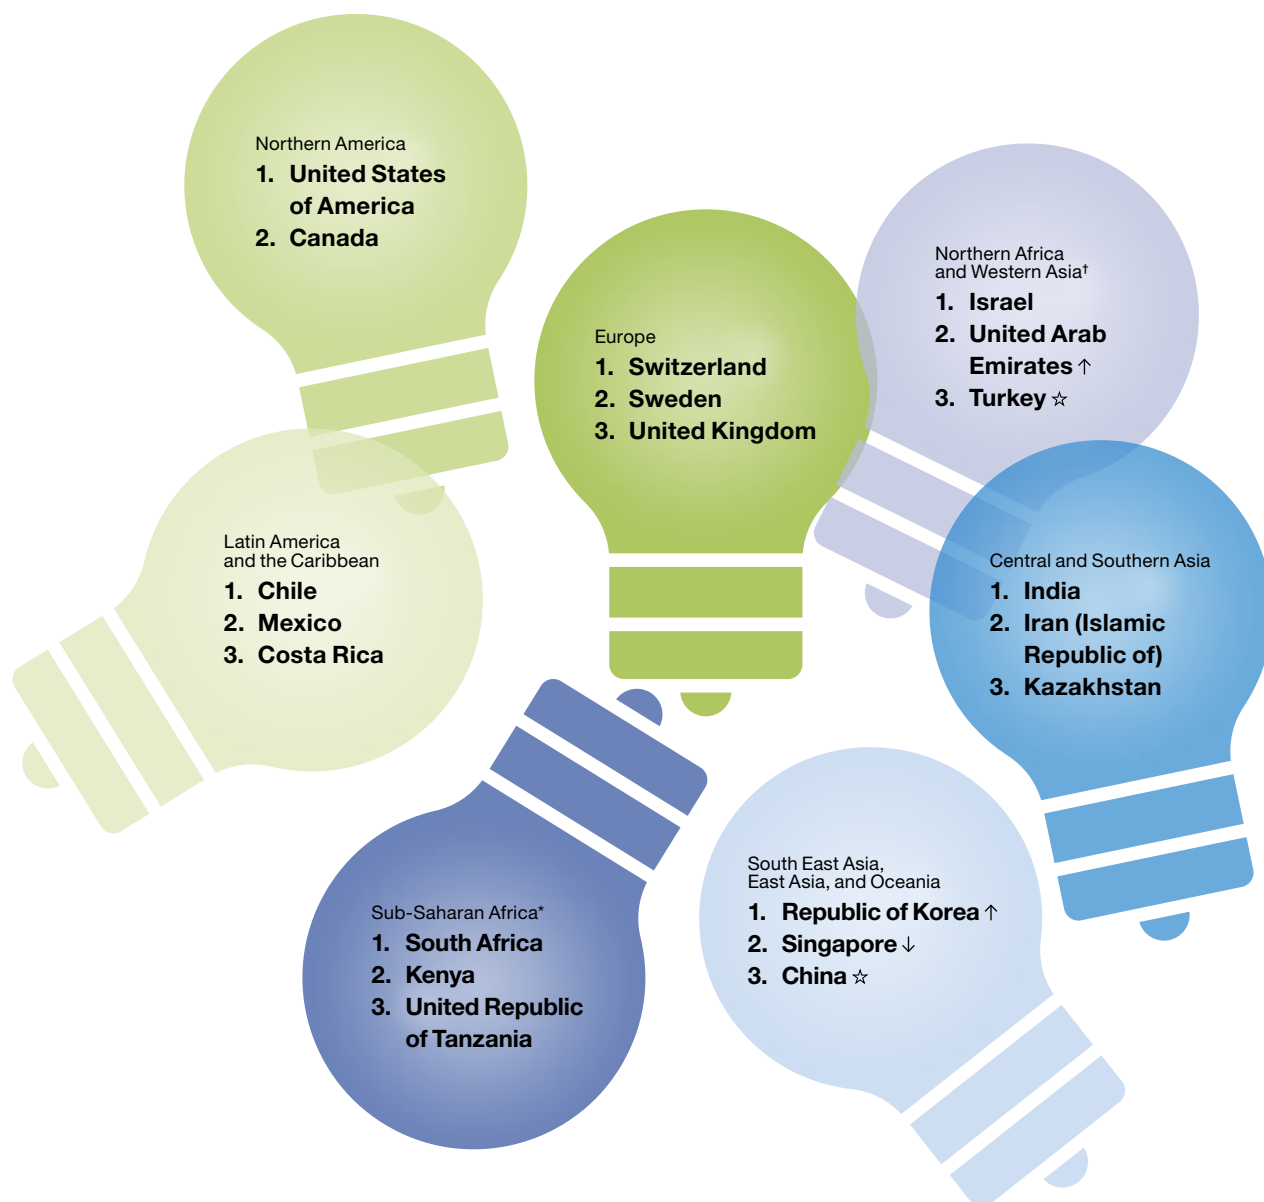 Northern America
1. United States
of America
2. Canada
Europe
1. Switzerland
2. Sweden
3. United Kingdom
Northern Africa
and Western Asia†
1. Israel
2. United Arab
Emirates ↑
3. Turkey ☆
Latin America
and the Caribbean
1. Chile
2. Mexico
3. Costa Rica
Central and Southern Asia
1. India
2. Iran (Islamic
Republic of)
3. Kazakhstan
Sub-Saharan Africa*
1. South Africa
2. Kenya
3. United Republic
of Tanzania
South East Asia,
East Asia, and Oceania
1. Republic of Korea ↑
2. Singapore ↓
3. China ☆